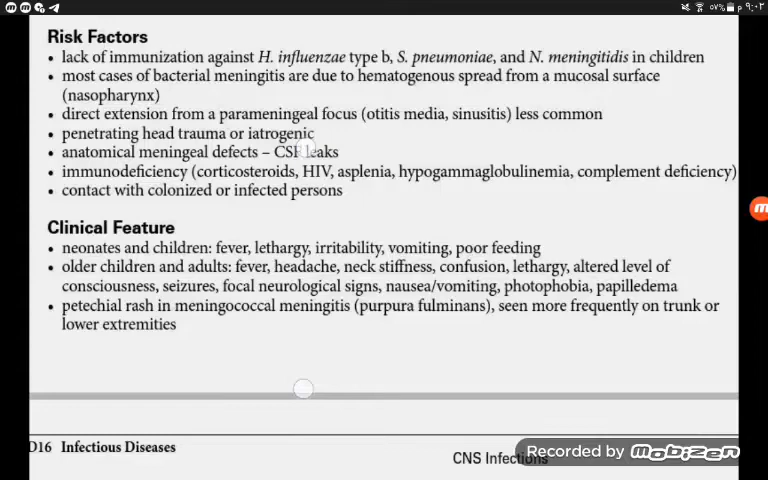 ٩:٠٣ م ٥٧%
Risk Factors
• lack of immunization against H. influenzae type b, S. pneumoniae, and N. meningitidis in children
• most cases of bacterial meningitis are due to hematogenous spread from a mucosal surface
(nasopharynx)
• direct extension from a parameningeal focus (otitis media, sinusitis) less common
• penetrating head trauma or iatrogenic
• anatomical meningeal defects – CSF leaks
• immunodeficiency (corticosteroids, HIV, asplenia, hypogammaglobulinemia, complement deficiency)
• contact with colonized or infected persons
Clinical Feature
• neonates and children: fever, lethargy, irritability, vomiting, poor feeding
• older children and adults: fever, headache, neck stiffness, confusion, lethargy, altered level of
consciousness, seizures, focal neurological signs, nausea/vomiting, photophobia, papilledema
• petechial rash in meningococcal meningitis (purpura fulminans), seen more frequently on trunk or
lower extremities
D16 Infectious Diseases
CNS Infections
Recorded by mobizen